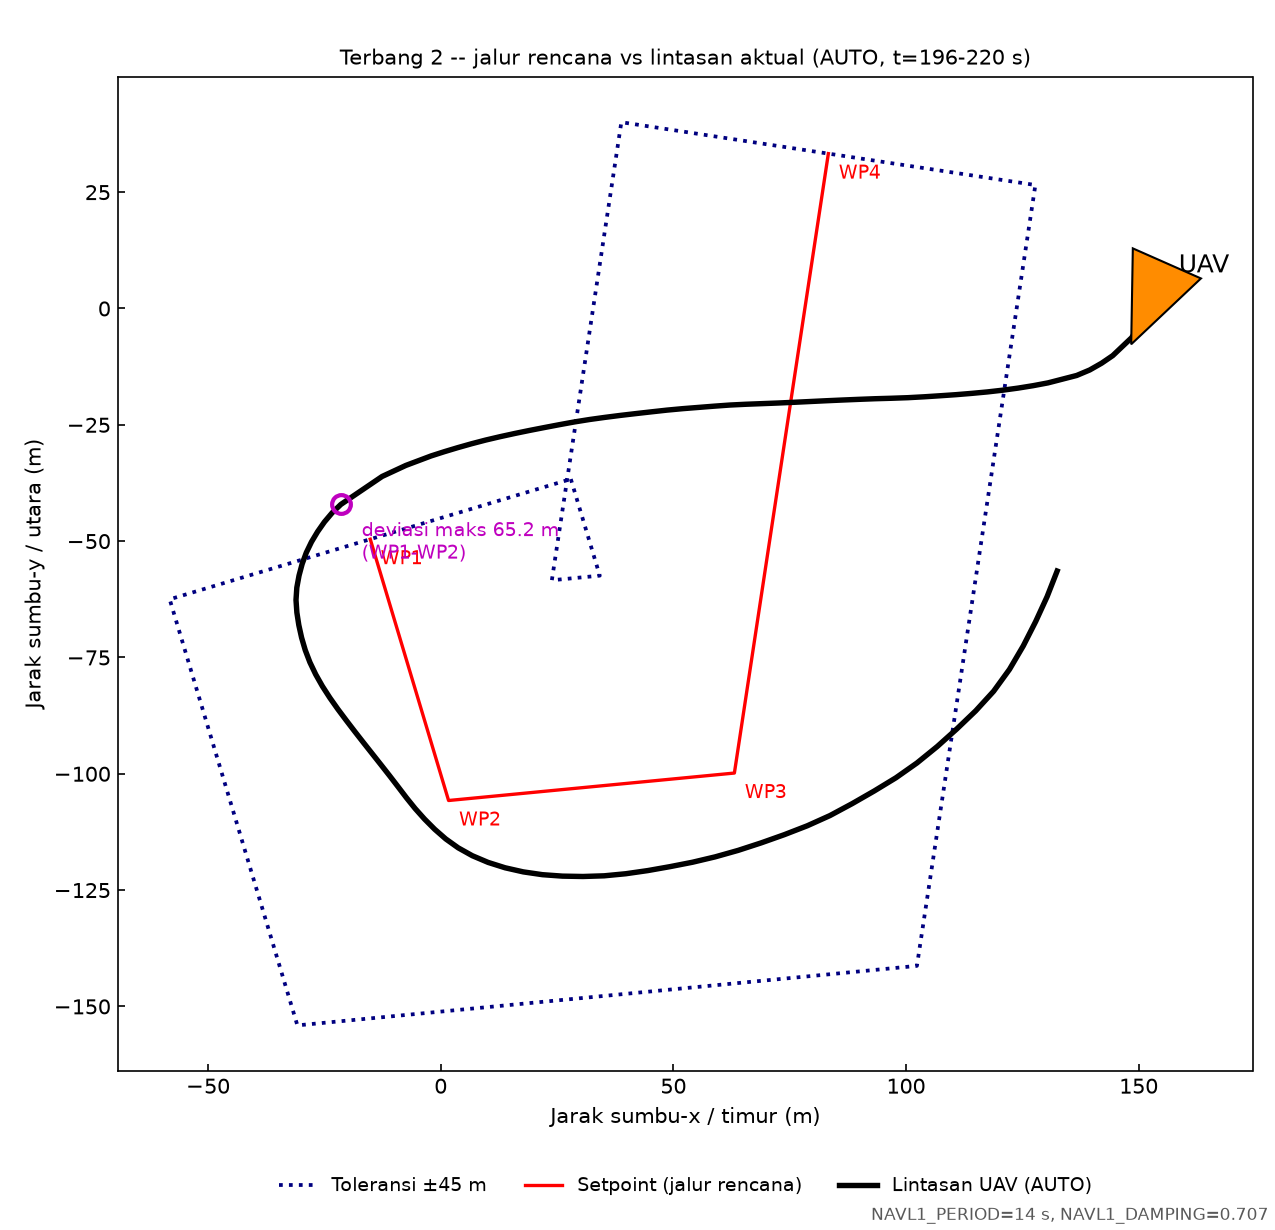 Terbang 2 -- jalur rencana vs lintasan aktual (AUTO, t=196-220 s)
Jarak sumbu-y / utara (m)
25
0
−25
−50
−75
−100
−125
−150
WP4
UAV
deviasi maks 65.2 m
(WP1-WP2)
WP1
WP3
WP2
−50
0
50
100
150
Jarak sumbu-x / timur (m)
Toleransi ±45 m
Setpoint (jalur rencana)
Lintasan UAV (AUTO)
NAVL1_PERIOD=14 s, NAVL1_DAMPING=0.707